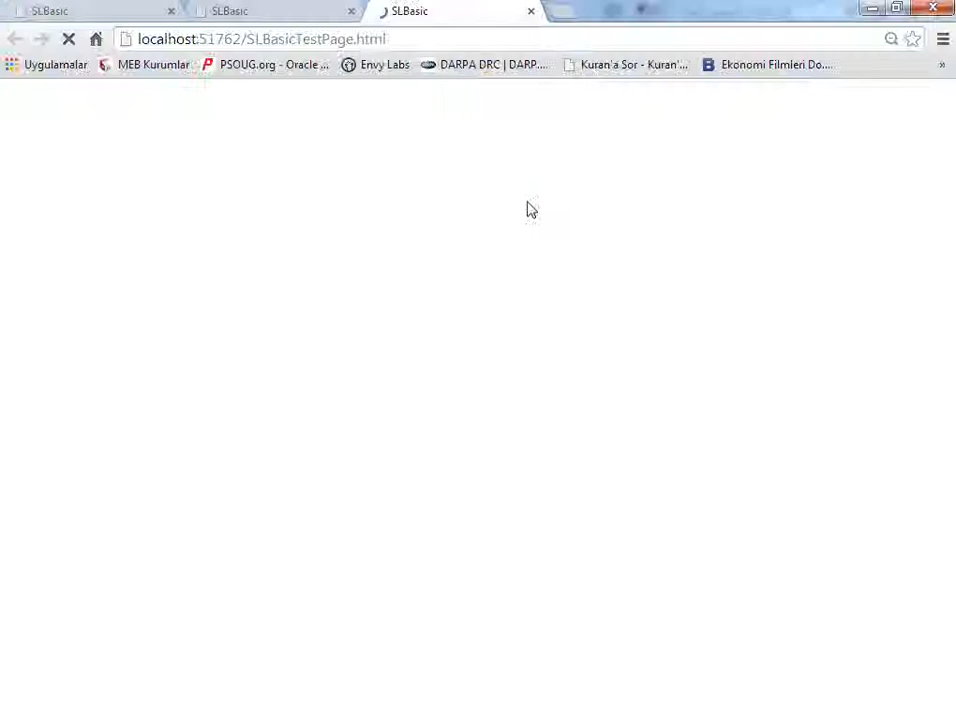 SLBasic SLBasic SLBasic
localhost:51762/SLBasicTestPage.html
Uygulamalar MEB Kurumlar PSOUG.org - Oracle ... Envy Labs DARPA DRC | DARP.... Kuran'a Sor - Kuran'... Ekonomi Filmleri Do.... »